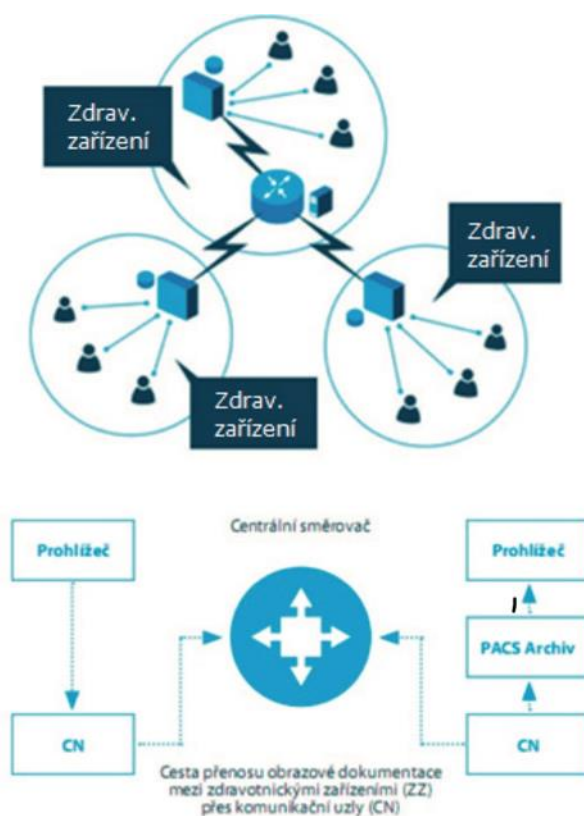 Zdrav.
zařízení
Zdrav.
zařízení
Zdrav.
zařízení
Centrální směrovač
Prohlížeč
Prohlížeč
PACS Archiv
CN
CN
Cesta přenosu obrazové dokumentace
mezi zdravotnickými zařízeními (ZZ)
přes komunikační uzly (CN)